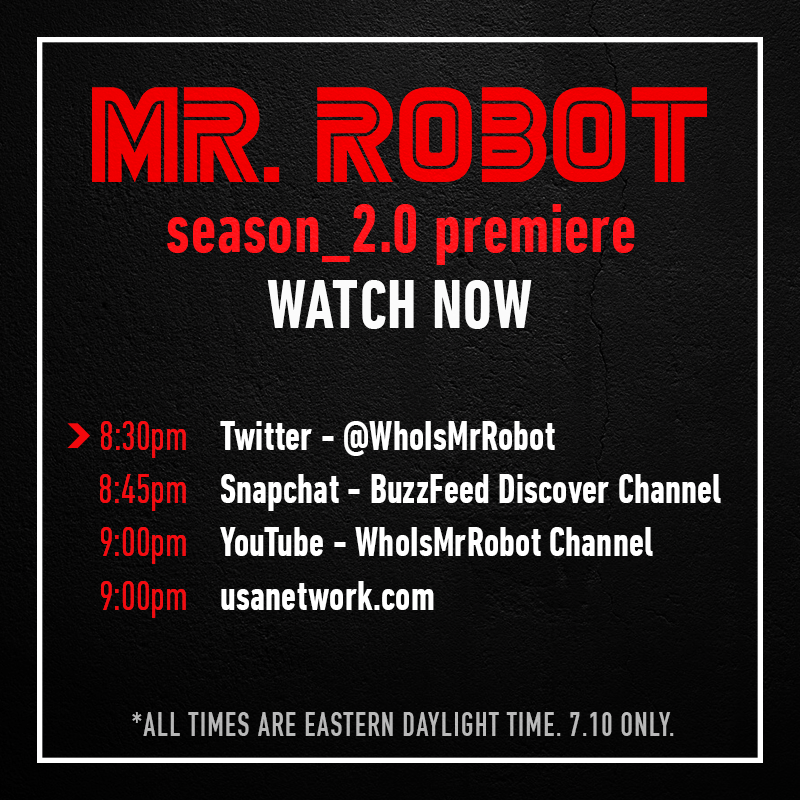 MR. ROBOT
season_2.0 premiere
WATCH NOW
8:30pm Twitter - @WhoIsMrRobot
8:45pm Snapchat - BuzzFeed Discover Channel
9:00pm YouTube - WhoIsMrRobot Channel
9:00pm usanetwork.com
*ALL TIMES ARE EASTERN DAYLIGHT TIME. 7.10 ONLY.